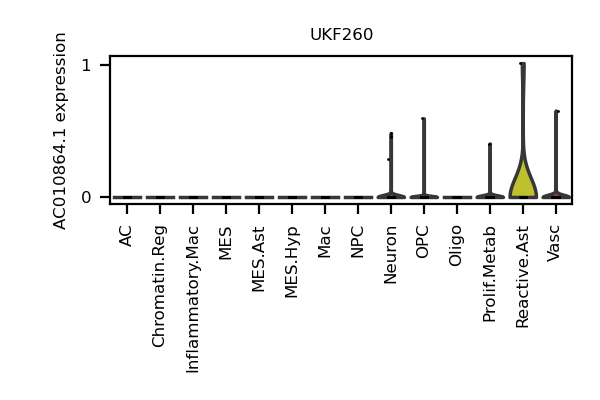 UKF260
AC010864.1 expression
1
0
AC
Chromatin.Reg
Inflammatory.Mac
MES
MES.Ast
MES.Hyp
Mac
NPC
Neuron
OPC
Oligo
Prolif.Metab
Reactive.Ast
Vasc